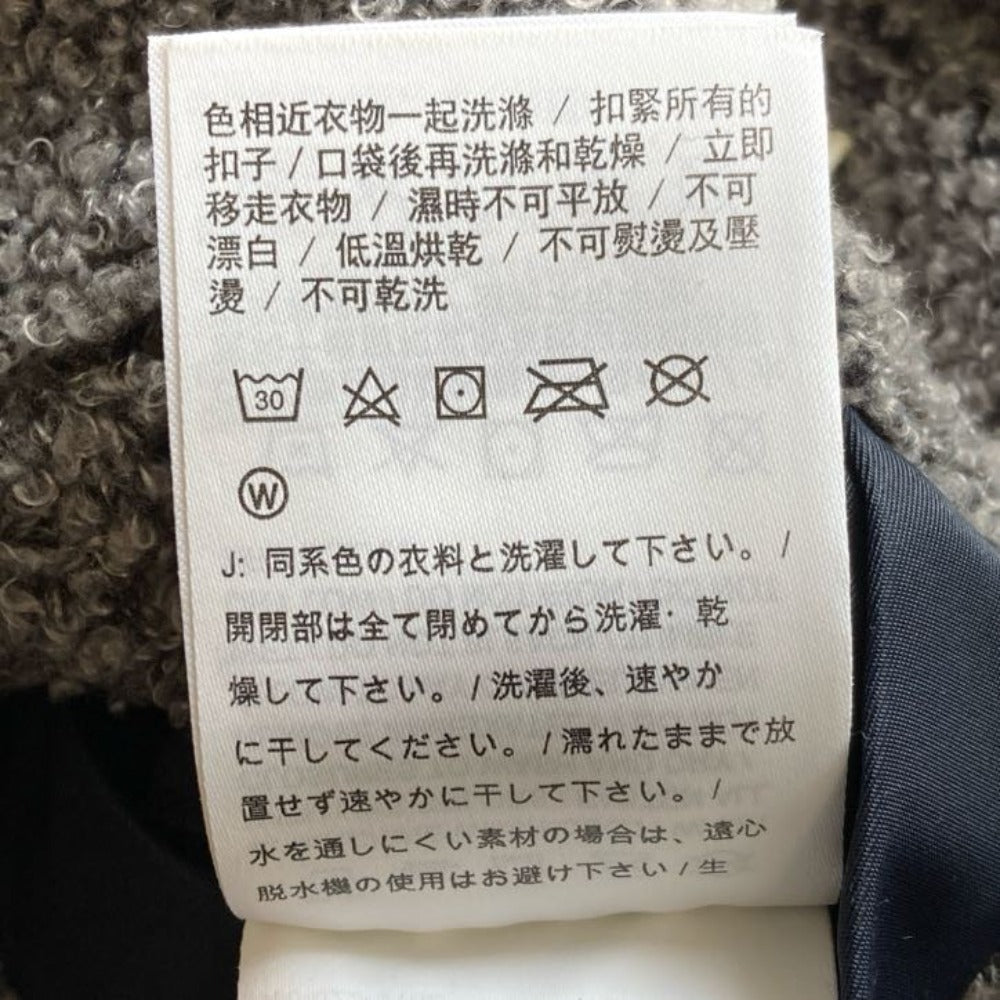 色相近衣物一起洗滌 / 扣緊所有的
扣子 / 口袋後再洗滌和乾燥 / 立即
移走衣物 / 濕時不可平放 / 不可
漂白 / 低溫烘乾 / 不可熨燙及壓
燙 / 不可乾洗
30
W
J: 同系色の衣料と洗濯して下さい。/
開閉部は全て閉めてから洗濯・乾
燥して下さい。/ 洗濯後、速やか
に干してください。/ 濡れたままで放
置せず速やかに干して下さい。/
水を通しにくい素材の場合は、遠心
脱水機の使用はお避け下さい / 生